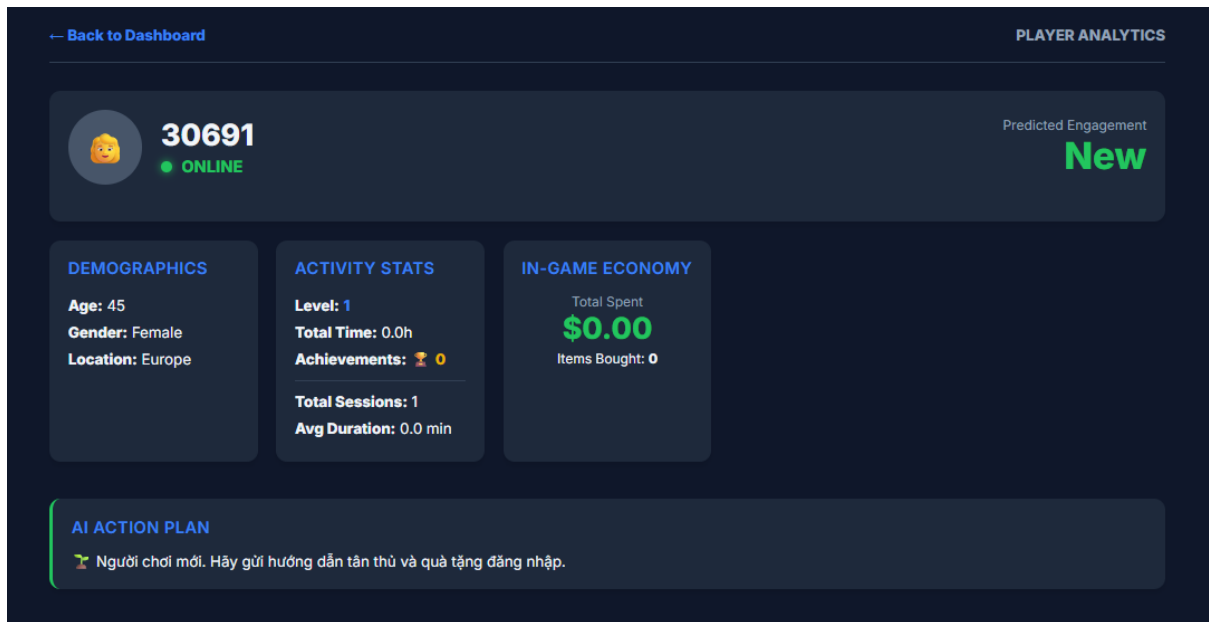 ← Back to Dashboard
PLAYER ANALYTICS
30691
ONLINE
Predicted Engagement
New
DEMOGRAPHICS
Age: 45
Gender: Female
Location: Europe
ACTIVITY STATS
Level: 1
Total Time: 0.0h
Achievements: 🏆 0
Total Sessions: 1
Avg Duration: 0.0 min
IN-GAME ECONOMY
Total Spent
$0.00
Items Bought: 0
AI ACTION PLAN
🌱 Người chơi mới. Hãy gửi hướng dẫn tân thủ và quà tặng đăng nhập.